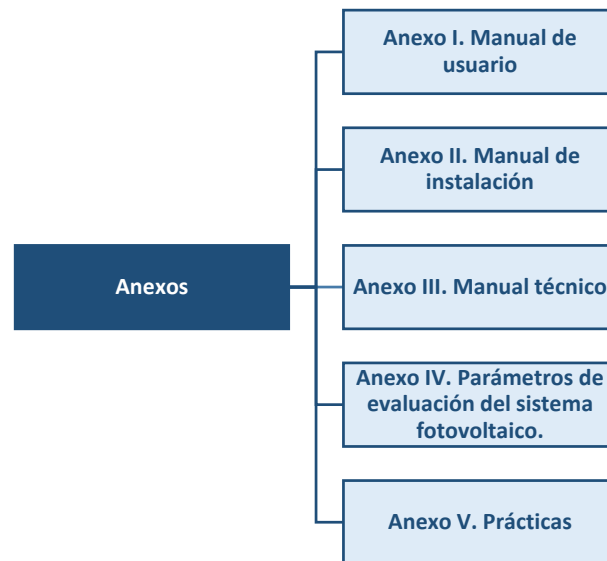 Anexo I. Manual de
usuario
Anexo II. Manual de
instalación
Anexos
Anexo III. Manual técnico
Anexo IV. Parámetros de
evaluación del sistema
fotovoltaico.
Anexo V. Prácticas